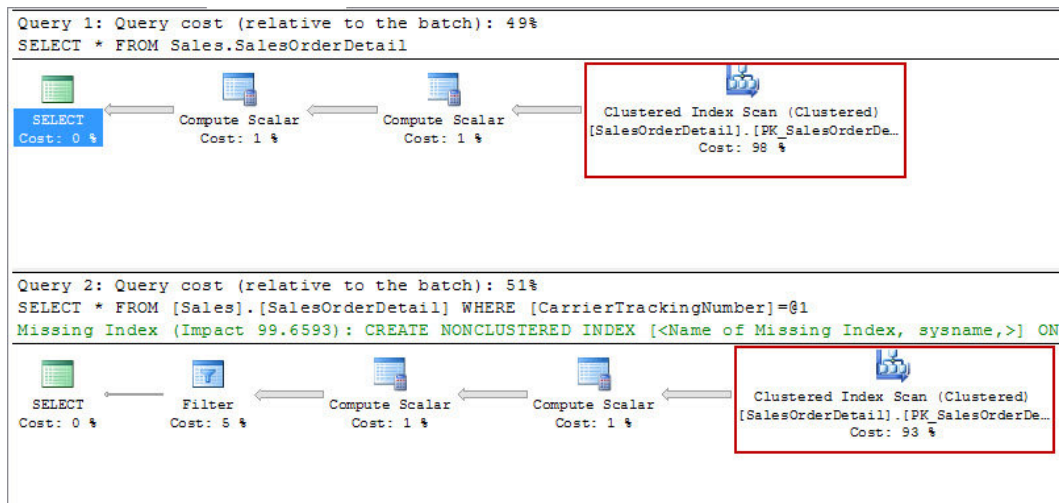 Query 1: Query cost (relative to the batch): 49%
SELECT * FROM Sales.SalesOrderDetail
SELECT
Cost: 0 %
Compute Scalar
Cost: 1 %
Compute Scalar
Cost: 1 %
Clustered Index Scan (Clustered)
[SalesOrderDetail].[PK_SalesOrderDe…
Cost: 98 %
Query 2: Query cost (relative to the batch): 51%
SELECT * FROM [Sales].[SalesOrderDetail] WHERE [CarrierTrackingNumber]=@1
Missing Index (Impact 99.6593): CREATE NONCLUSTERED INDEX [<Name of Missing Index, sysname,>] ON
SELECT
Cost: 0 %
Filter
Cost: 5 %
Compute Scalar
Cost: 1 %
Compute Scalar
Cost: 1 %
Clustered Index Scan (Clustered)
[SalesOrderDetail].[PK_SalesOrderDe…
Cost: 93 %